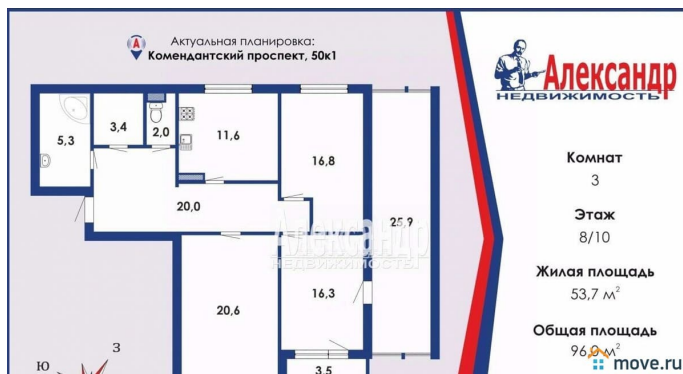 Актуальная планировка:
Комендантский проспект, 50к1
А
5,3
3,4
2,0
11,6
16,8
20,0
25,9
20,6
16,3
3,5
З
Ю
Александр
НЕДВИЖИМОСТЬ
Александр
НЕДВИЖИМОСТЬ
Комнат
3
Этаж
8/10
Жилая площадь
53,7 м²
Общая площадь
96,0 м²
move.ru